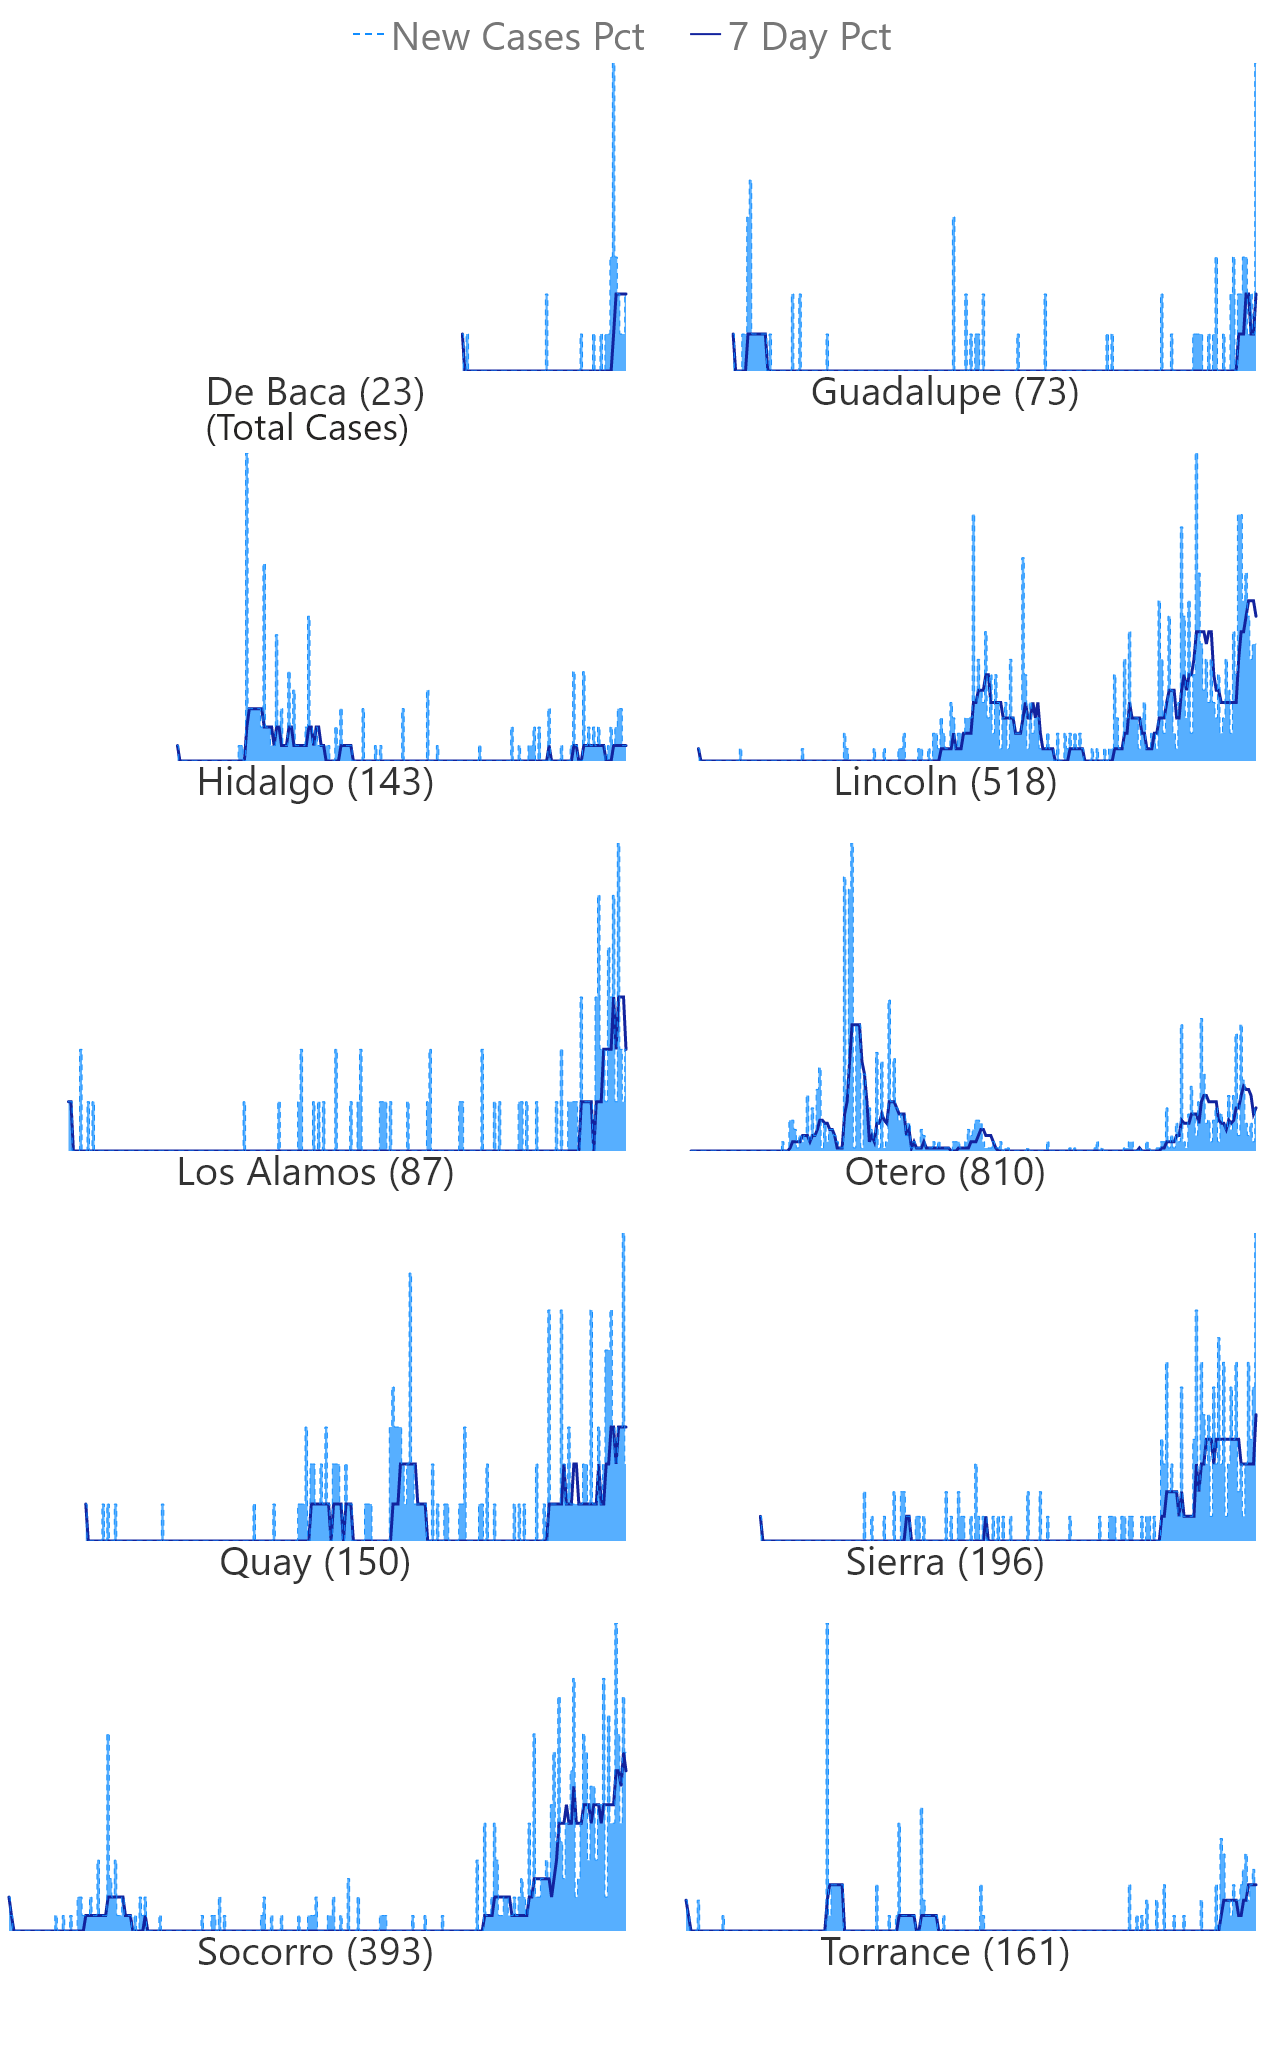 New Cases Pct 7 Day Pct
De Baca (23) Guadalupe (73)
(Total Cases)
Hidalgo (143) Lincoln (518)
Los Alamos (87) Otero (810)
Quay (150) Sierra (196)
Socorro (393) Torrance (161)